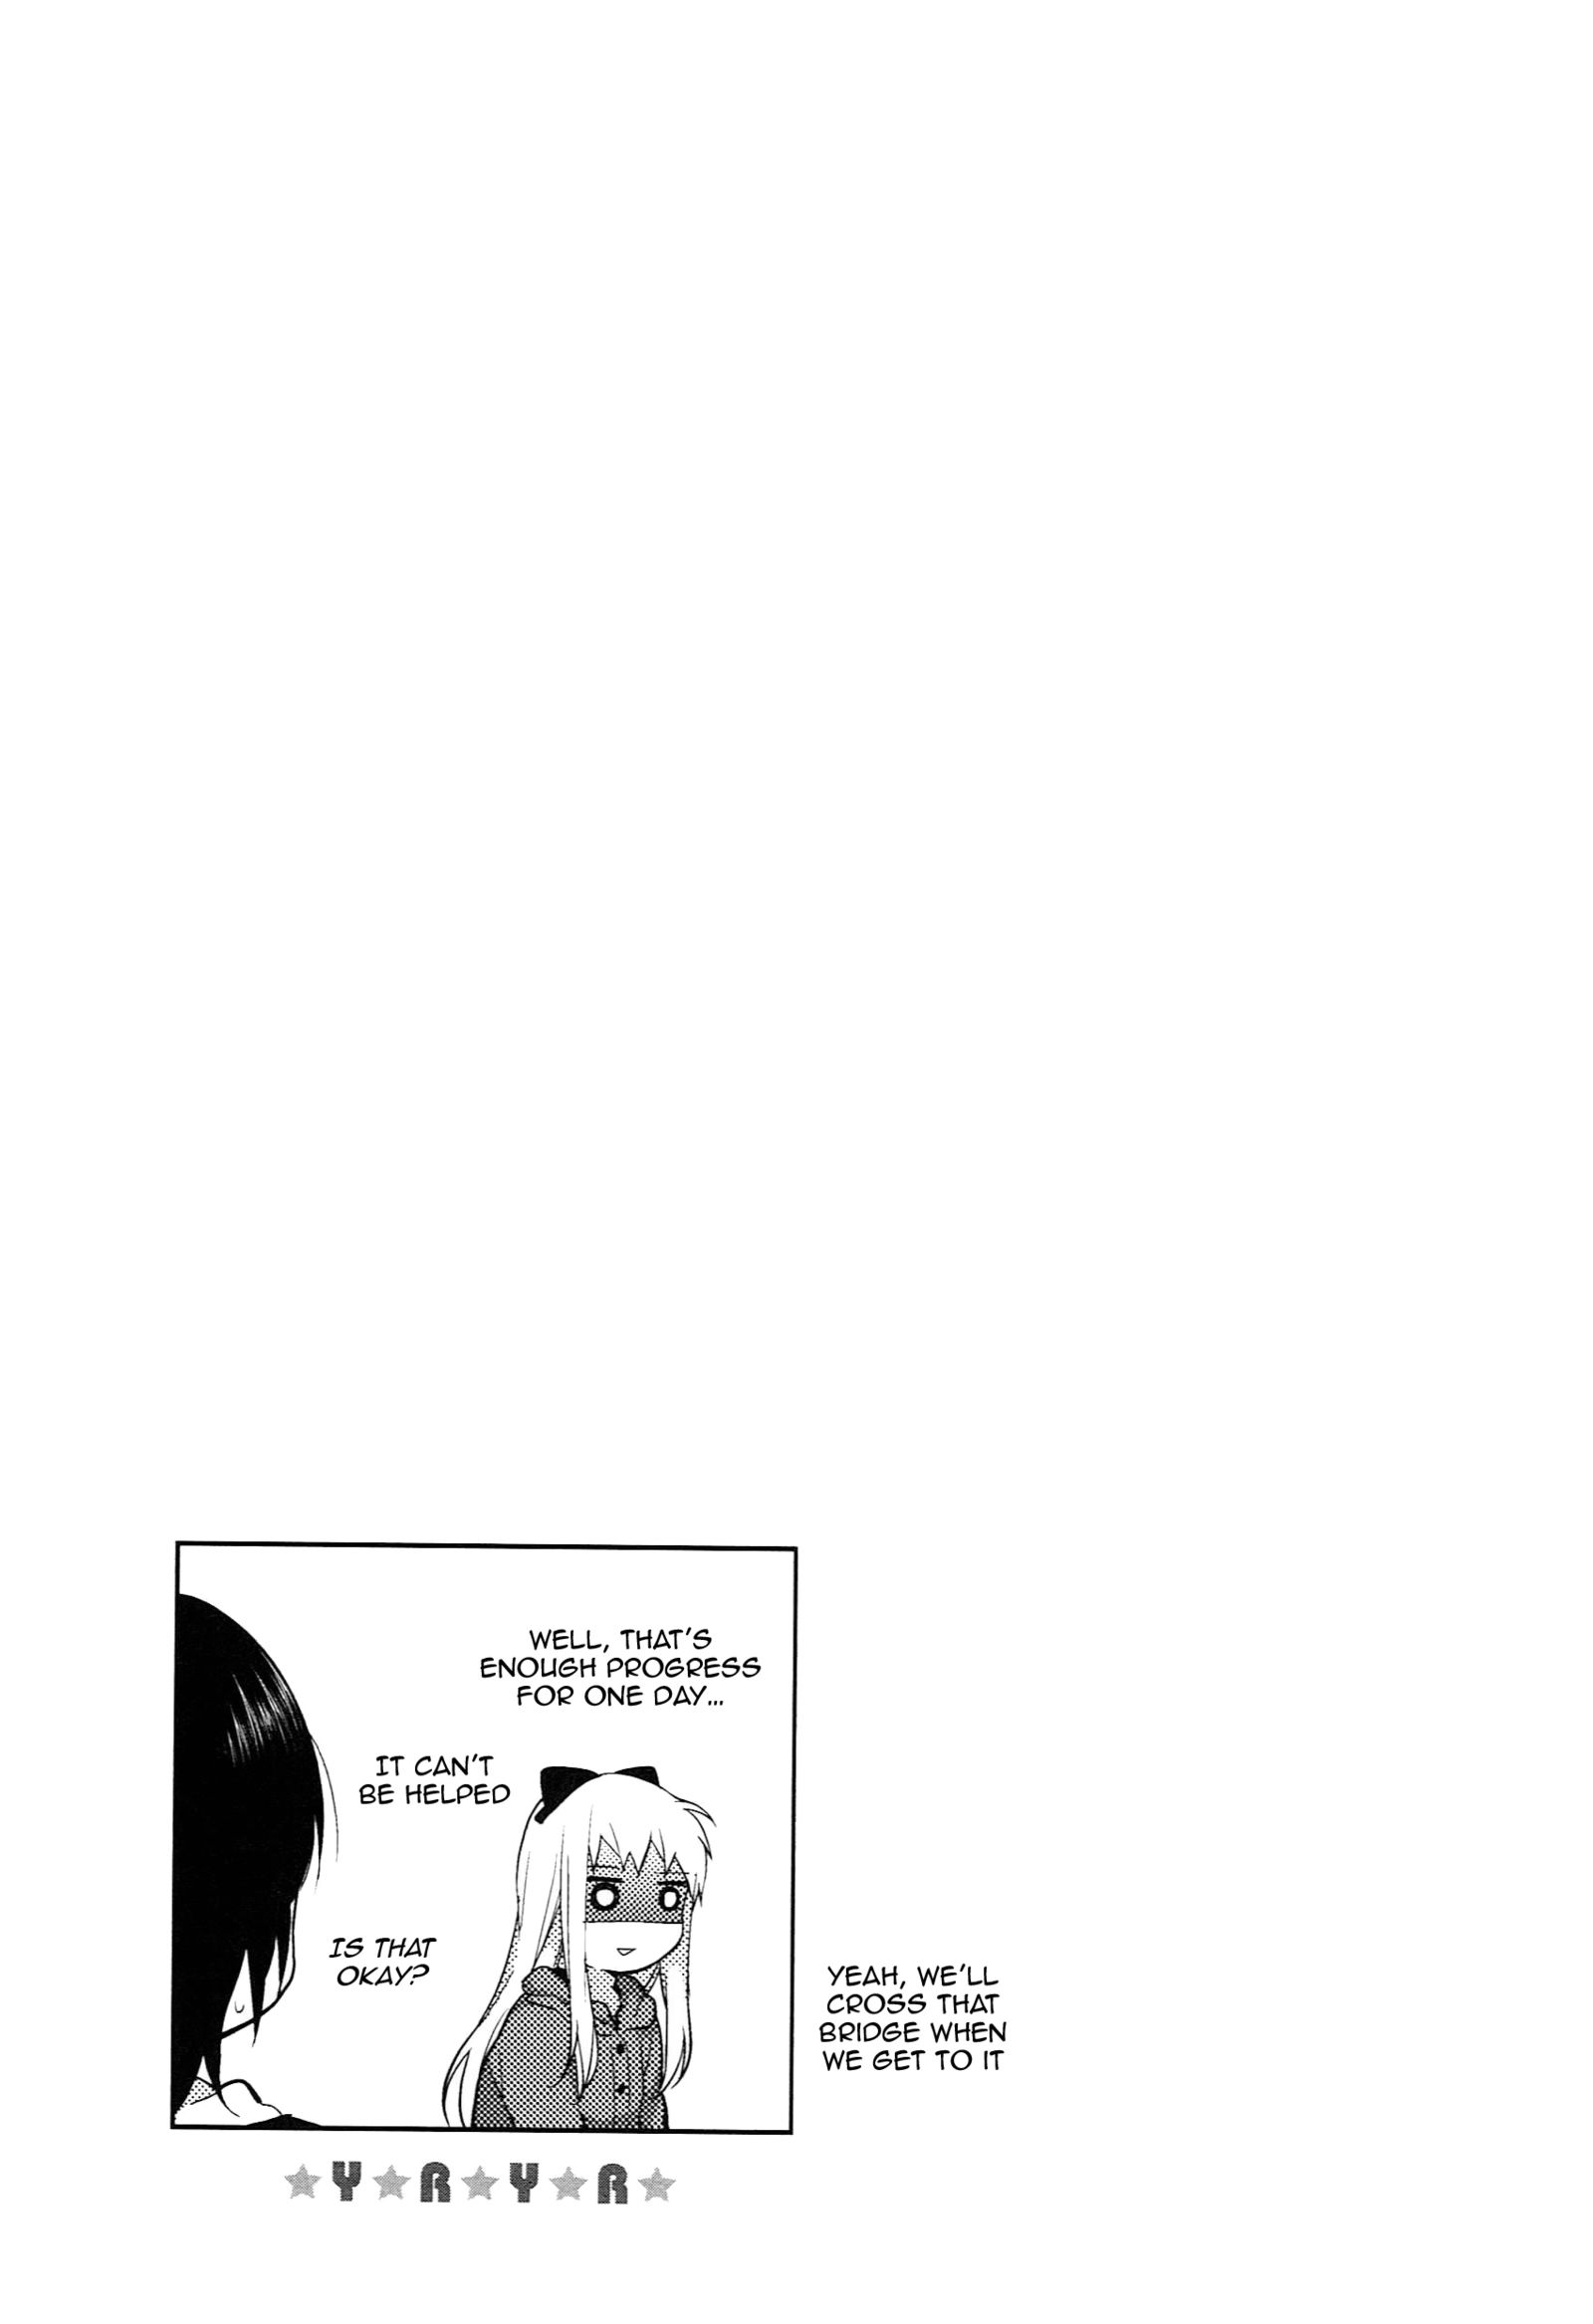 WELL, THAT'S
ENOUGH PROGRESS
FOR ONE DAY...
IT CAN'T
BE HELPED
IS THAT
OKAY?
YEAH, WE'LL
CROSS THAT
BRIDGE WHEN
WE GET TO IT
★Y★R★Y★R★